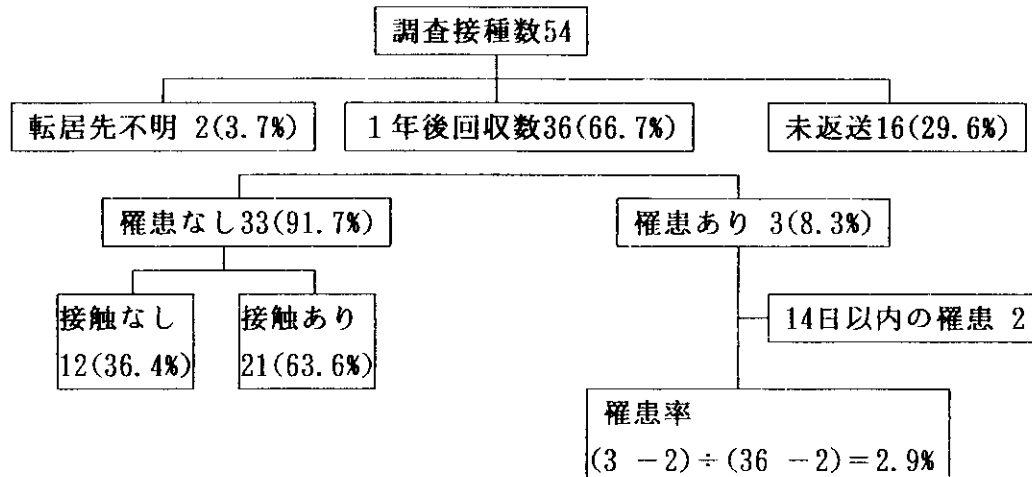 調査接種数54
転居先不明 2(3.7%)
1年後回収数36(66.7%)
未返送16(29.6%)
罹患なし33(91.7%)
罹患あり 3(8.3%)
接触なし
12(36.4%)
接触あり
21(63.6%)
14日以内の罹患 2
罹患率
(3 －2)÷(36 －2)＝2.9%